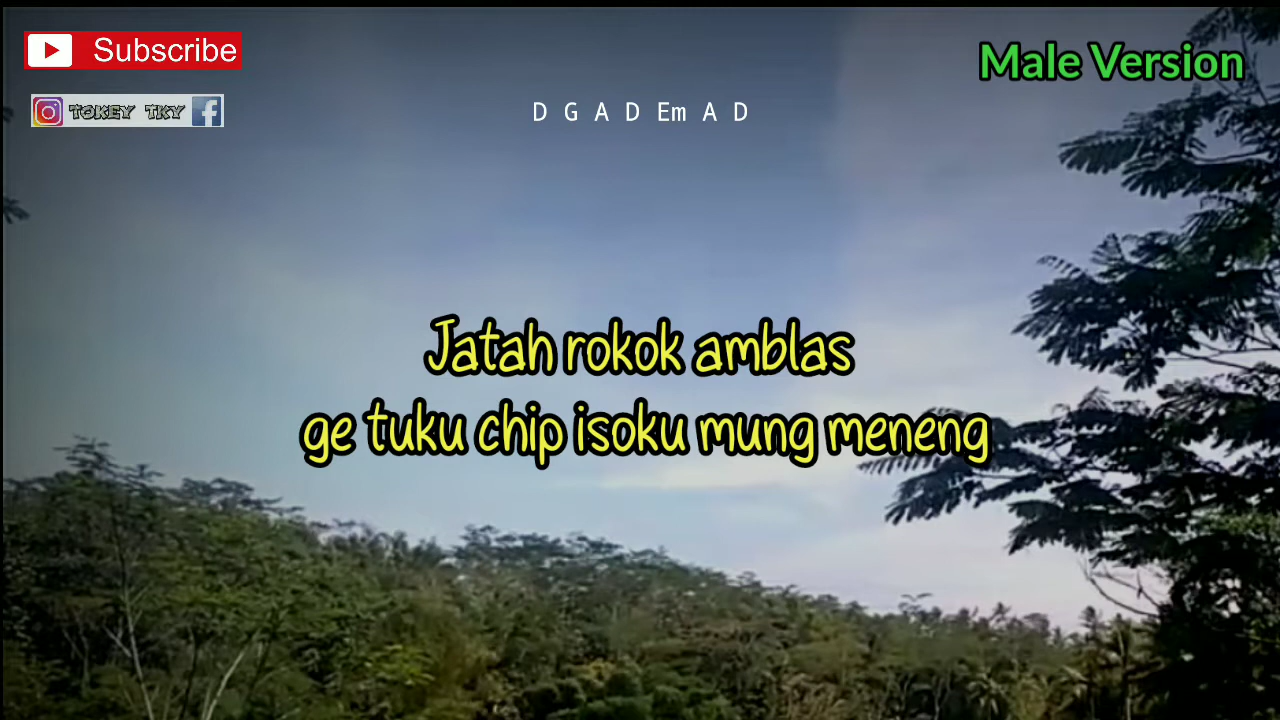 Subscribe
Male Version
TOKEY TKY
D G A D Em A D
Jatah rokok amblas
ge tuku chip isoku mung meneng